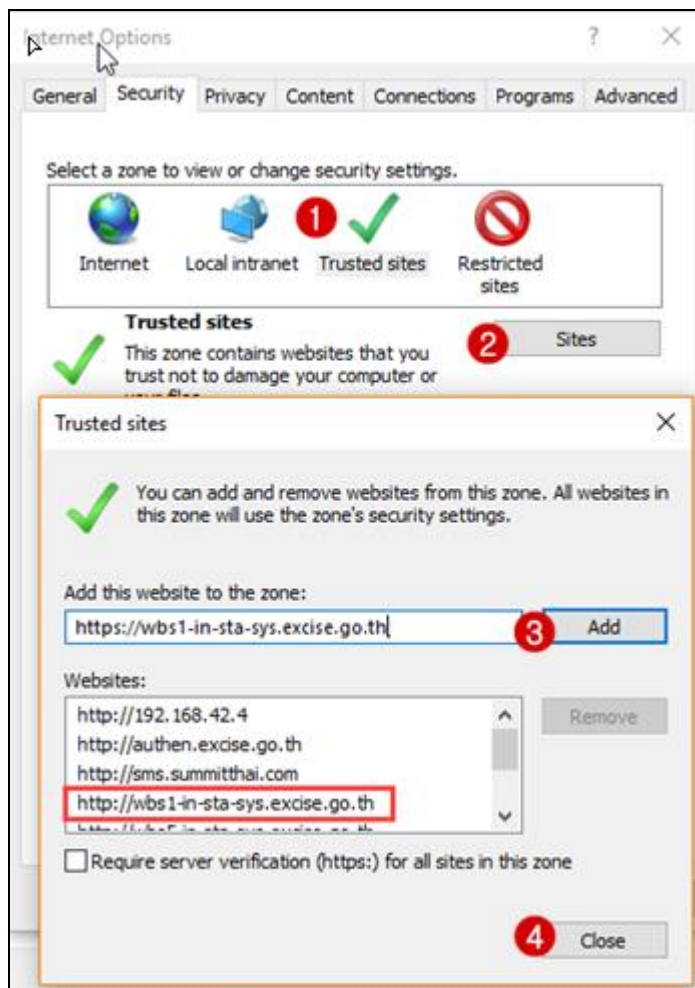 Internet Options
General Security Privacy Content Connections Programs Advanced
Select a zone to view or change security settings.
1
Internet Local intranet Trusted sites Restricted sites
Trusted sites
This zone contains websites that you
trust not to damage your computer or
your files.
2 Sites
Trusted sites
You can add and remove websites from this zone. All websites in
this zone will use the zone's security settings.
Add this website to the zone:
https://wbs1-in-sta-sys.excise.go.th
3 Add
Websites:
http://192.168.42.4
Remove
http://authen.excise.go.th
http://sms.summitthai.com
http://wbs1-in-sta-sys.excise.go.th
Require server verification (https:) for all sites in this zone
4 Close